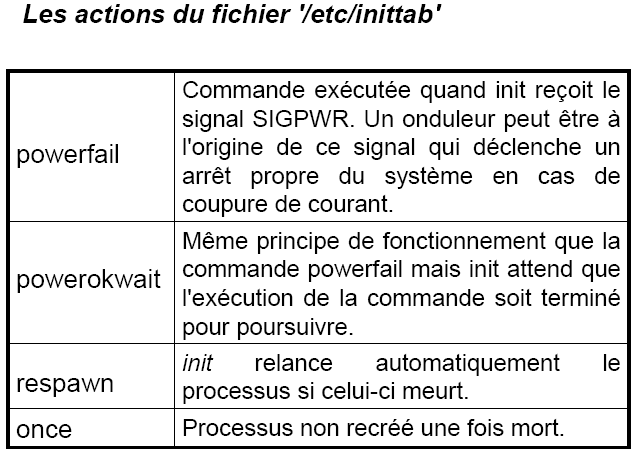 Les actions du fichier '/etc/inittab'
powerfail
Commande exécutée quand init reçoit le
signal SIGPWR. Un onduleur peut être à
l'origine de ce signal qui déclenche un
arrêt propre du système en cas de
coupure de courant.
powerokwait
Même principe de fonctionnement que la
commande powerfail mais init attend que
l'exécution de la commande soit terminé
pour poursuivre.
respawn
init relance automatiquement le
processus si celui-ci meurt.
once
Processus non recréé une fois mort.